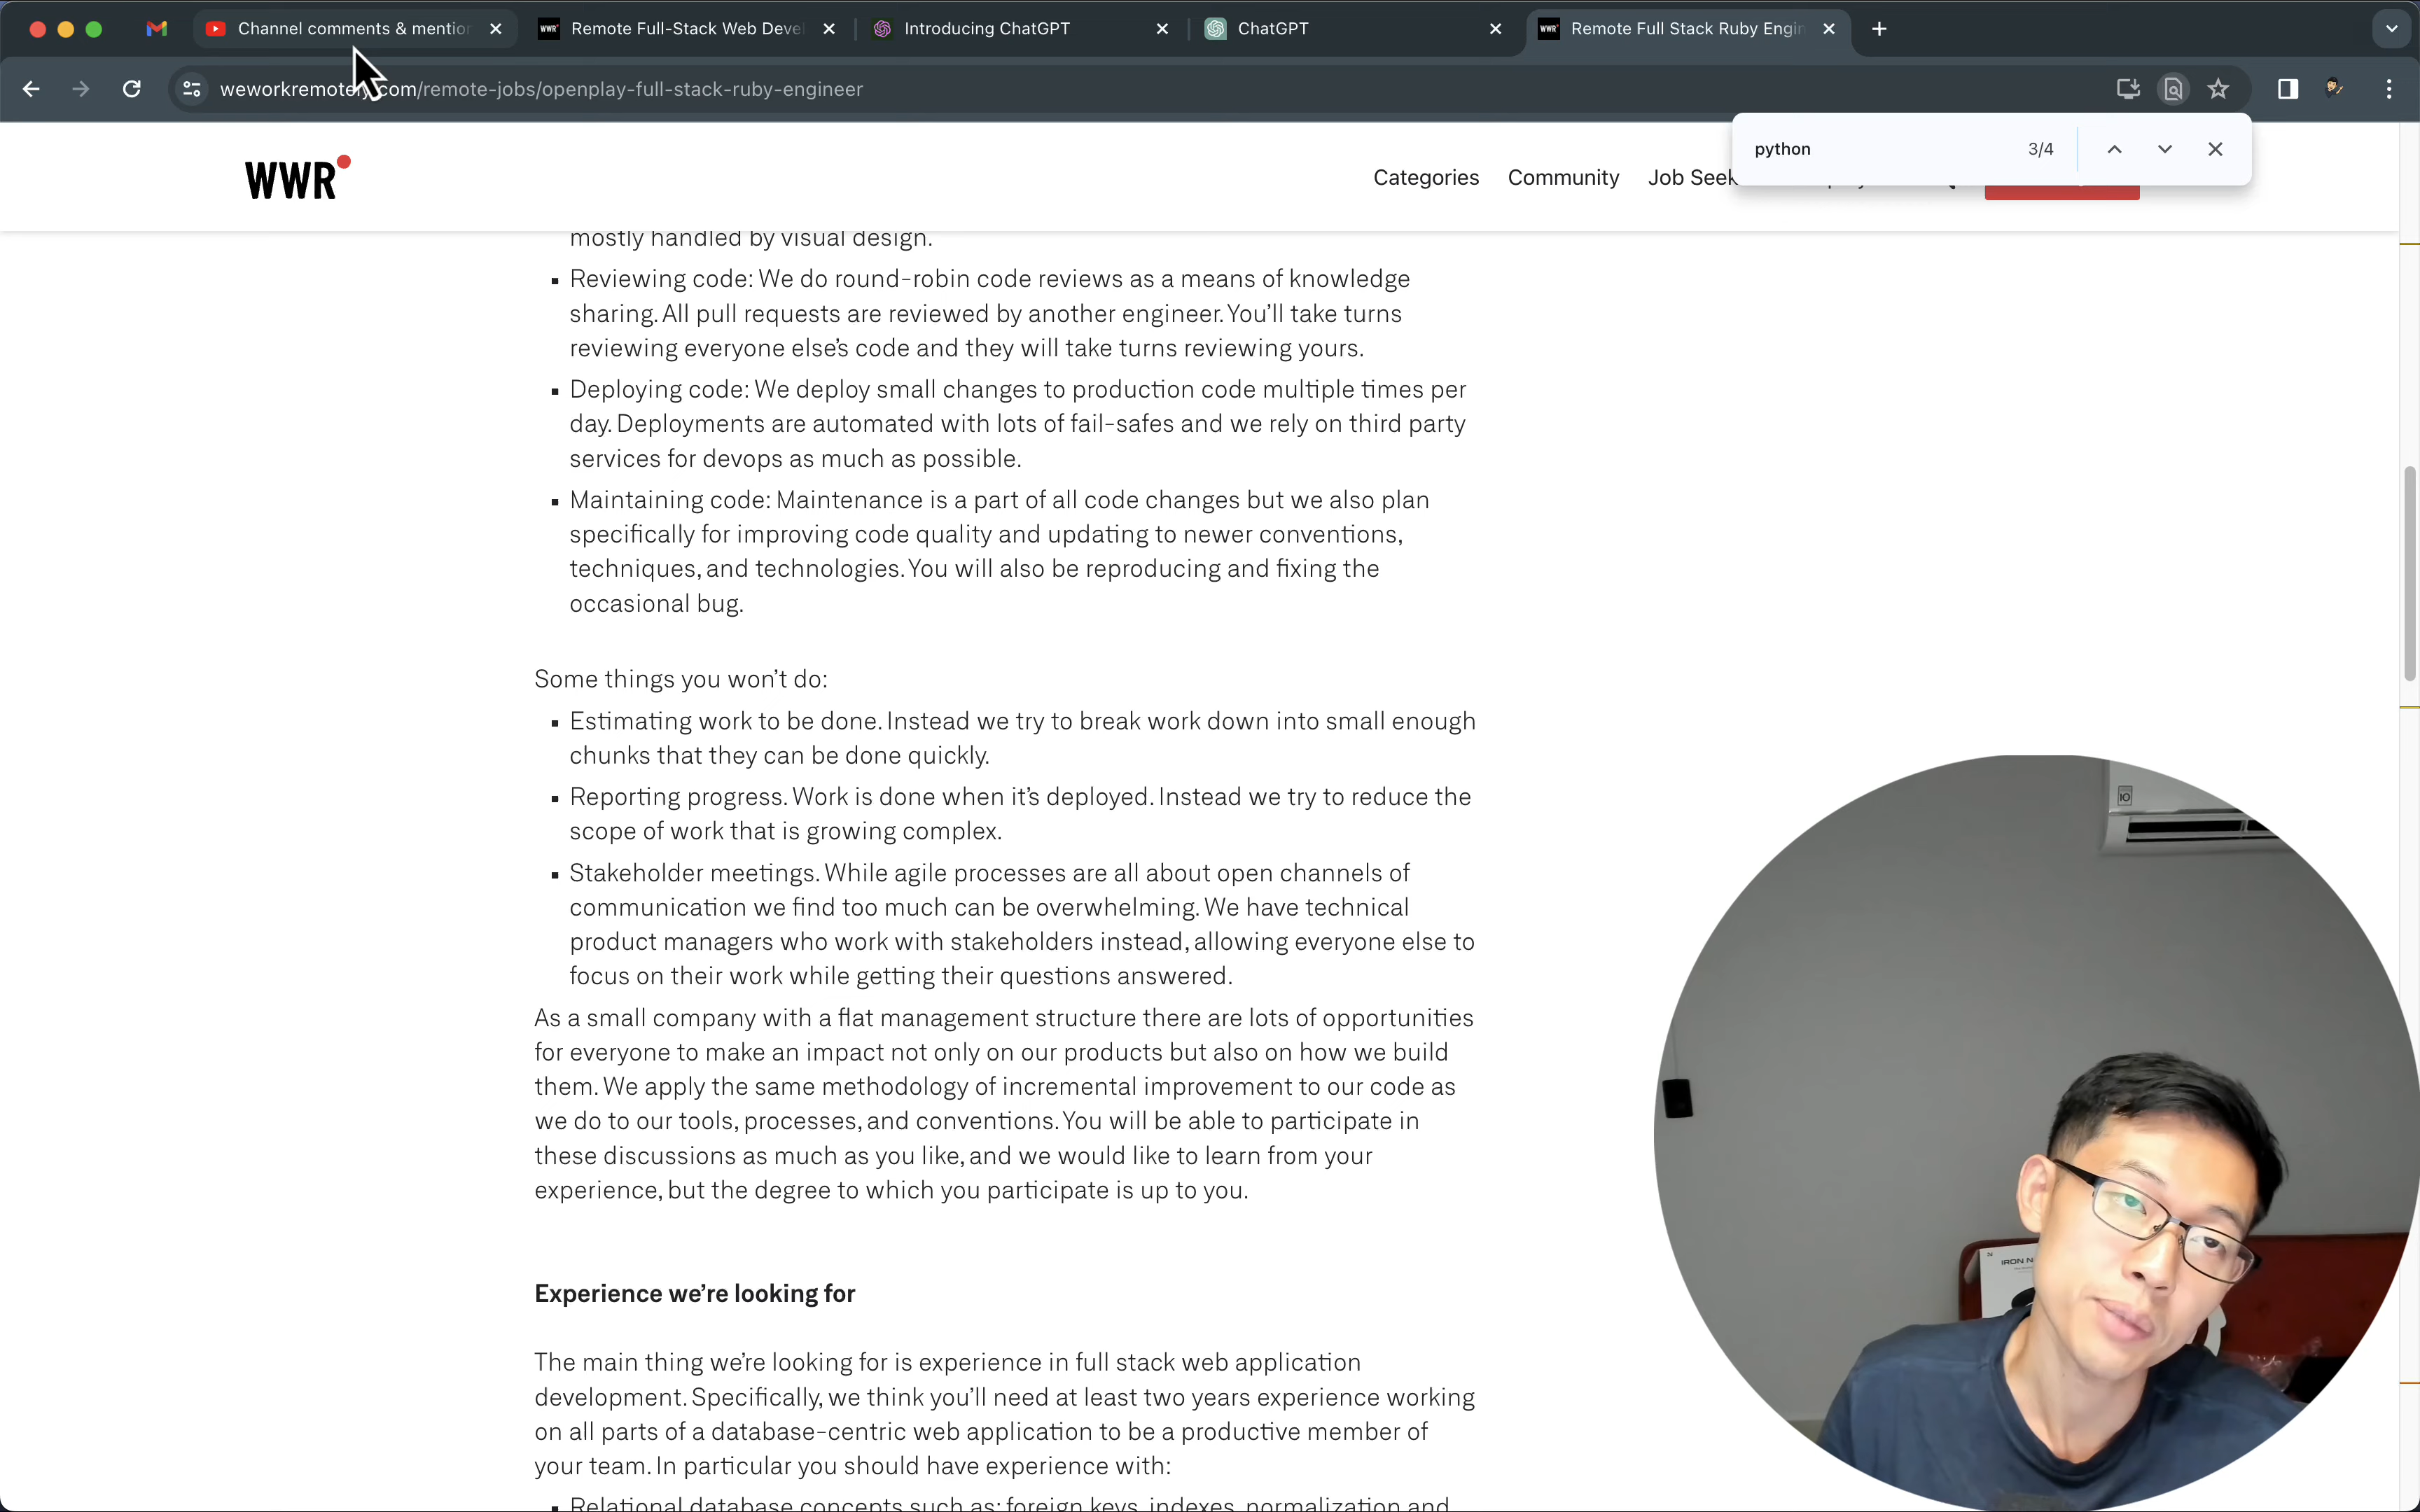 Channel comments & mention
WWR Remote Full-Stack Web Devel
Introducing ChatGPT
ChatGPT
WWR Remote Full Stack Ruby Engin
weworkremotely.com/remote-jobs/openplay-full-stack-ruby-engineer
python 3/4
WWR
Categories Community Job Seek
mostly handled by visual design.
▪ Reviewing code: We do round-robin code reviews as a means of knowledge
sharing. All pull requests are reviewed by another engineer. You’ll take turns
reviewing everyone else’s code and they will take turns reviewing yours.
▪ Deploying code: We deploy small changes to production code multiple times per
day. Deployments are automated with lots of fail-safes and we rely on third party
services for devops as much as possible.
▪ Maintaining code: Maintenance is a part of all code changes but we also plan
specifically for improving code quality and updating to newer conventions,
techniques, and technologies. You will also be reproducing and fixing the
occasional bug.
Some things you won’t do:
▪ Estimating work to be done. Instead we try to break work down into small enough
chunks that they can be done quickly.
▪ Reporting progress. Work is done when it’s deployed. Instead we try to reduce the
scope of work that is growing complex.
▪ Stakeholder meetings. While agile processes are all about open channels of
communication we find too much can be overwhelming. We have technical
product managers who work with stakeholders instead, allowing everyone else to
focus on their work while getting their questions answered.
As a small company with a flat management structure there are lots of opportunities
for everyone to make an impact not only on our products but also on how we build
them. We apply the same methodology of incremental improvement to our code as
we do to our tools, processes, and conventions. You will be able to participate in
these discussions as much as you like, and we would like to learn from your
experience, but the degree to which you participate is up to you.
Experience we’re looking for
The main thing we’re looking for is experience in full stack web application
development. Specifically, we think you’ll need at least two years experience working
on all parts of a database-centric web application to be a productive member of
your team. In particular you should have experience with:
▪ Relational database concepts such as: foreign keys, indexes, normalization and
IRON N